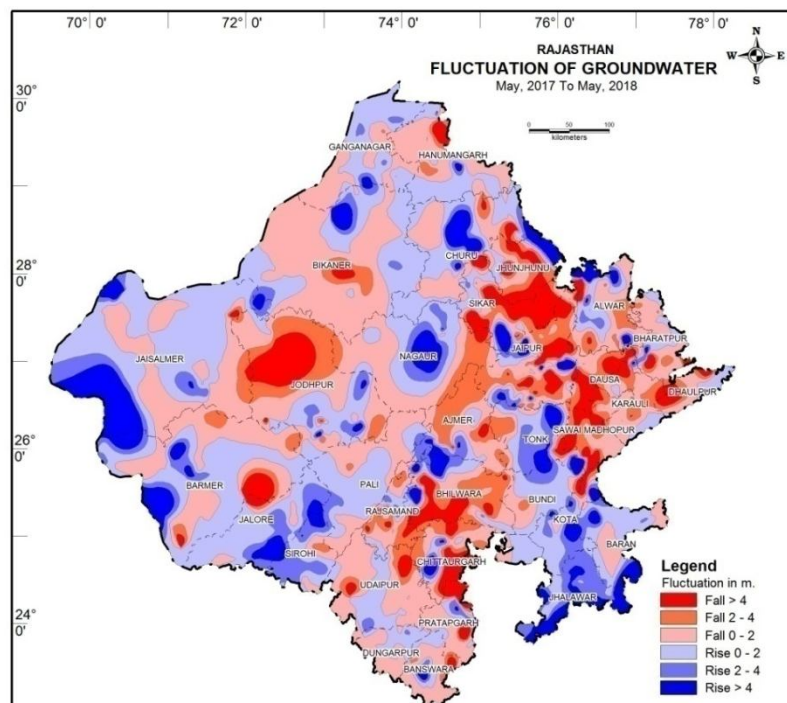 70° 0' 72° 0' 74° 0' 76° 0' 78° 0'
RAJASTHAN
FLUCTUATION OF GROUNDWATER
May, 2017 To May, 2018
N
W E
S
0 50 100
kilometers
30°
0'
28°
0'
26°
0'
24°
0'
GANGANAGAR
HANUMANGARH
CHURU
BIKANER
JHUNJHUNU
SIKAR
ALWAR
BHARATPUR
JAISALMER
NAGAUR
JAIPUR
JODHPUR
DAUSA
DHAULPUR
KARAULI
AJMER
TONK
SAWAI MADHOPUR
BARMER
PALI
BHILWARA
BUNDI
RAJSAMAND
JALORE
KOTA
SIROHI
BARAN
CHITTAURGARH
UDAIPUR
JHALAWAR
PRATAPGARH
DUNGARPUR
BANSWARA
Legend
Fluctuation in m.
Fall > 4
Fall 2 - 4
Fall 0 - 2
Rise 0 - 2
Rise 2 - 4
Rise > 4